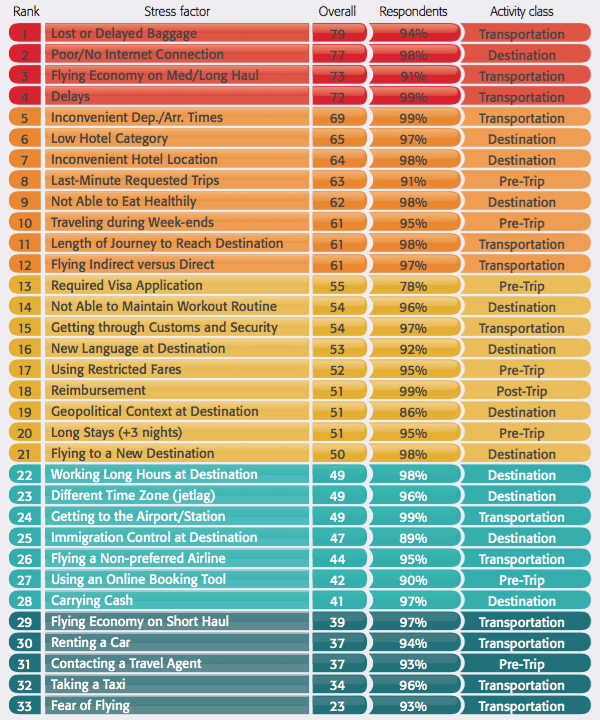 Rank Stress factor Overall Respondents Activity class
1 Lost or Delayed Baggage 79 94% Transportation
2 Poor/No Internet Connection 77 98% Destination
3 Flying Economy on Med/Long Haul 73 91% Transportation
4 Delays 72 99% Transportation
5 Inconvenient Dep./Arr. Times 69 99% Transportation
6 Low Hotel Category 65 97% Destination
7 Inconvenient Hotel Location 64 98% Destination
8 Last-Minute Requested Trips 63 91% Pre-Trip
9 Not Able to Eat Healthily 62 98% Destination
10 Traveling during Week-ends 61 95% Pre-Trip
11 Length of Journey to Reach Destination 61 98% Transportation
12 Flying Indirect versus Direct 61 97% Transportation
13 Required Visa Application 55 78% Pre-Trip
14 Not Able to Maintain Workout Routine 54 96% Destination
15 Getting through Customs and Security 54 97% Transportation
16 New Language at Destination 53 92% Destination
17 Using Restricted Fares 52 95% Pre-Trip
18 Reimbursement 51 99% Post-Trip
19 Geopolitical Context at Destination 51 86% Destination
20 Long Stays (+3 nights) 51 95% Pre-Trip
21 Flying to a New Destination 50 98% Destination
22 Working Long Hours at Destination 49 98% Destination
23 Different Time Zone (jetlag) 49 96% Destination
24 Getting to the Airport/Station 49 99% Transportation
25 Immigration Control at Destination 47 89% Destination
26 Flying a Non-preferred Airline 44 95% Transportation
27 Using an Online Booking Tool 42 90% Pre-Trip
28 Carrying Cash 41 97% Destination
29 Flying Economy on Short Haul 39 97% Transportation
30 Renting a Car 37 94% Transportation
31 Contacting a Travel Agent 37 93% Pre-Trip
32 Taking a Taxi 34 96% Transportation
33 Fear of Flying 23 93% Transportation